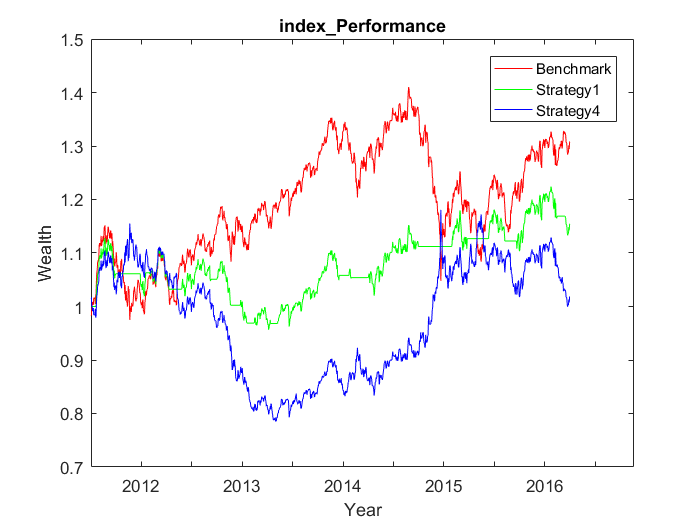 index_Performance
1.5
1.4
1.3
1.2
1.1
1
0.9
0.8
0.7
Wealth
Benchmark
Strategy1
Strategy4
2012 2013 2014 2015 2016
Year